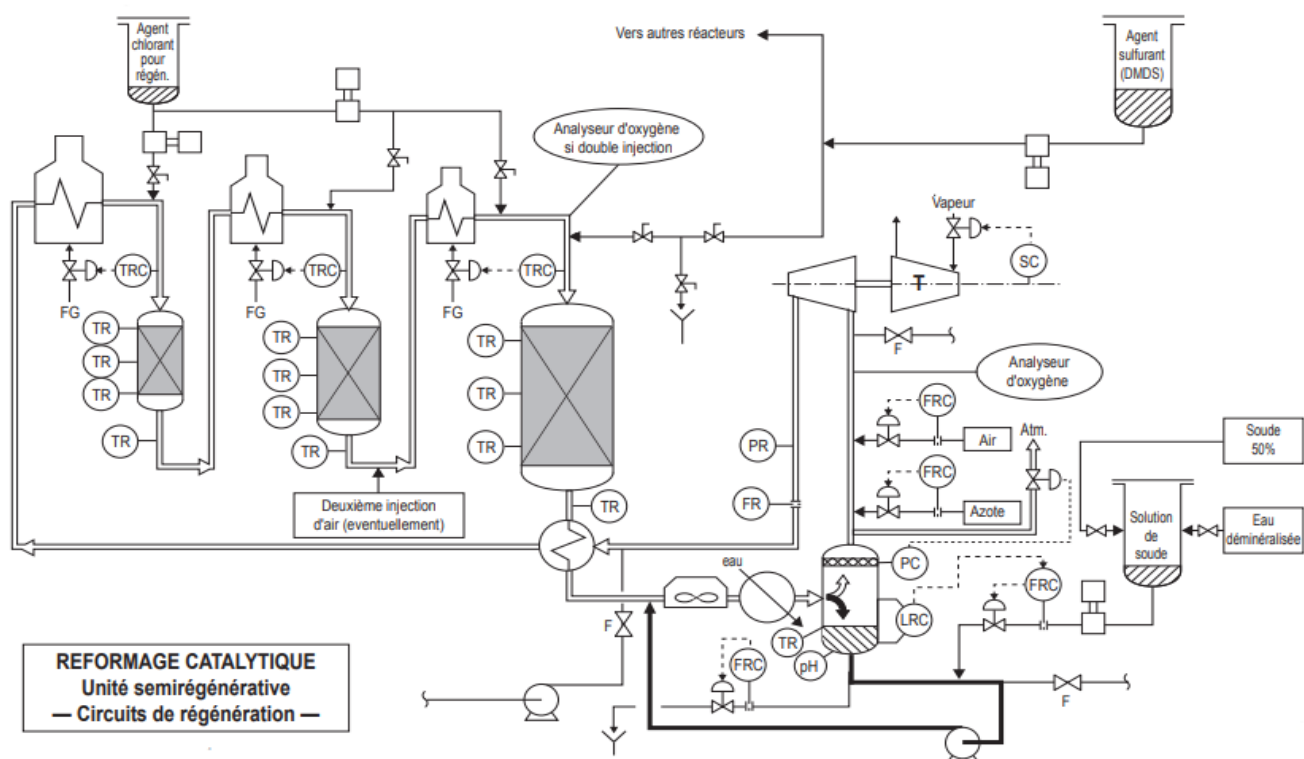 Agent
chlorant
pour
régén.
Vers autres réacteurs
Agent
sulfurant
(DMDS)
Analyseur d'oxygène
si double injection
Vapeur
SC
T
TRC
TRC
TRC
FG
FG
FG
F
TR
TR
TR
TR
TR
TR
TR
TR
TR
TR
TR
TR
Analyseur
d'oxygène
FRC
Air
Atm.
PR
FRC
Azote
FR
Soude
50%
Deuxième injection
d'air (eventuellement)
Solution
de
soude
Eau
déminéralisée
eau
PC
FRC
LRC
F
TR
pH
FRC
F
REFORMAGE CATALYTIQUE
Unité semirégénérative
— Circuits de régénération —